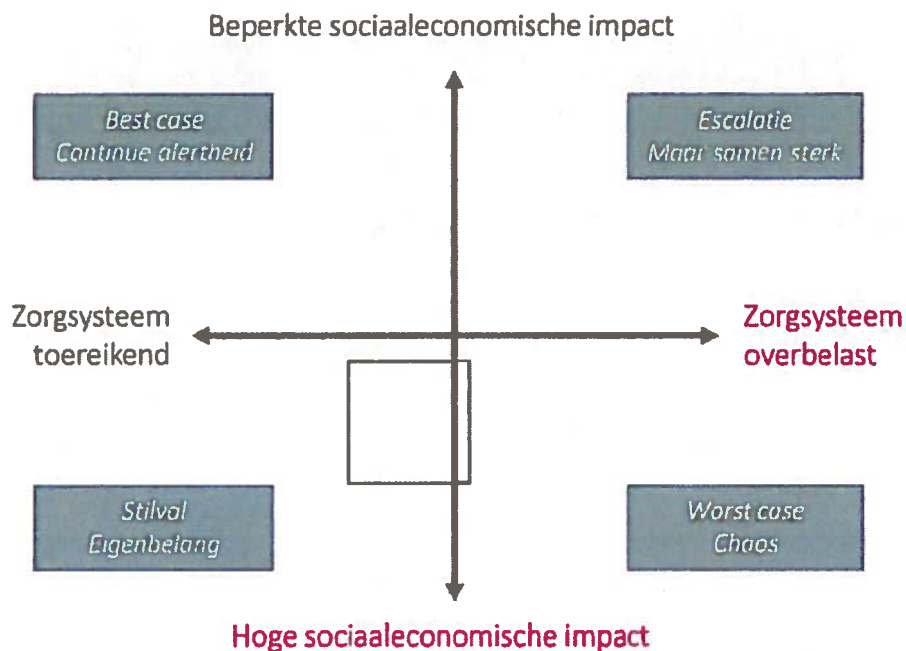 Beperkte sociaaleconomische impact
Best case
Continue alertheid
Escalatie
Maar samen sterk
Zorgsysteem
toereikend
Zorgsysteem
overbelast
Stilval
Eigenbelang
Worst case
Chaos
Hoge sociaaleconomische impact